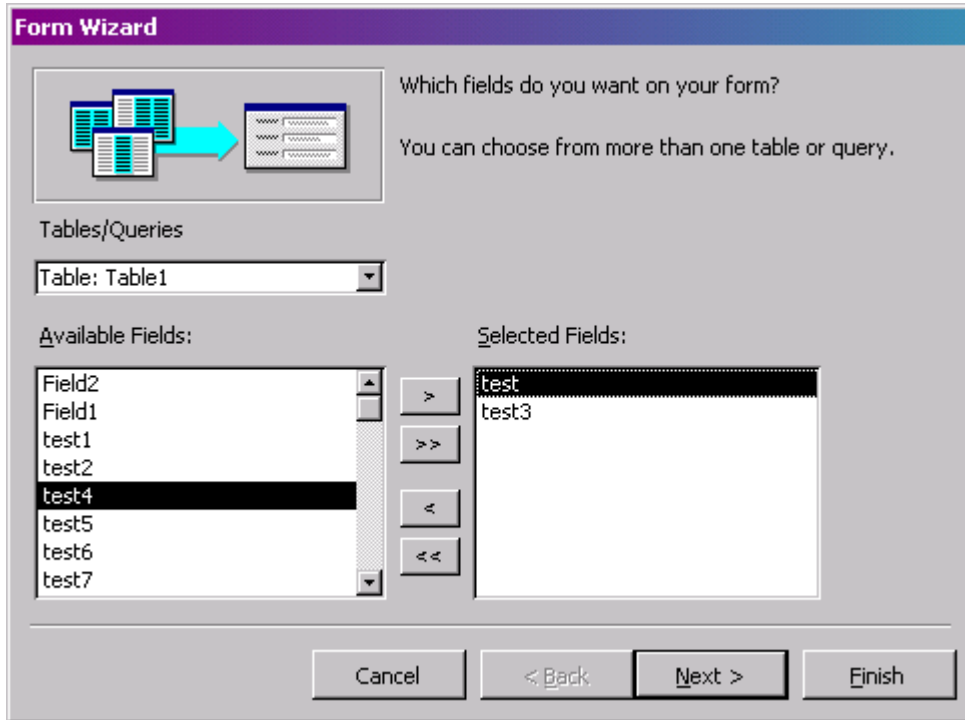 Form Wizard
Which fields do you want on your form?
You can choose from more than one table or query.
Tables/Queries
Table: Table1
Available Fields:
Selected Fields:
Field2
Field1
test1
test2
test4
test5
test6
test7
>
>>
<
<<
test
test3
Cancel
< Back
Next >
Finish